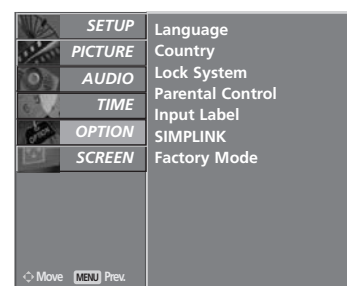 SETUP
PICTURE
AUDIO
TIME
OPTION
SCREEN
Language
Country
Lock System
Parental Control
Input Label
SIMPLINK
Factory Mode
Move MENU Prev.